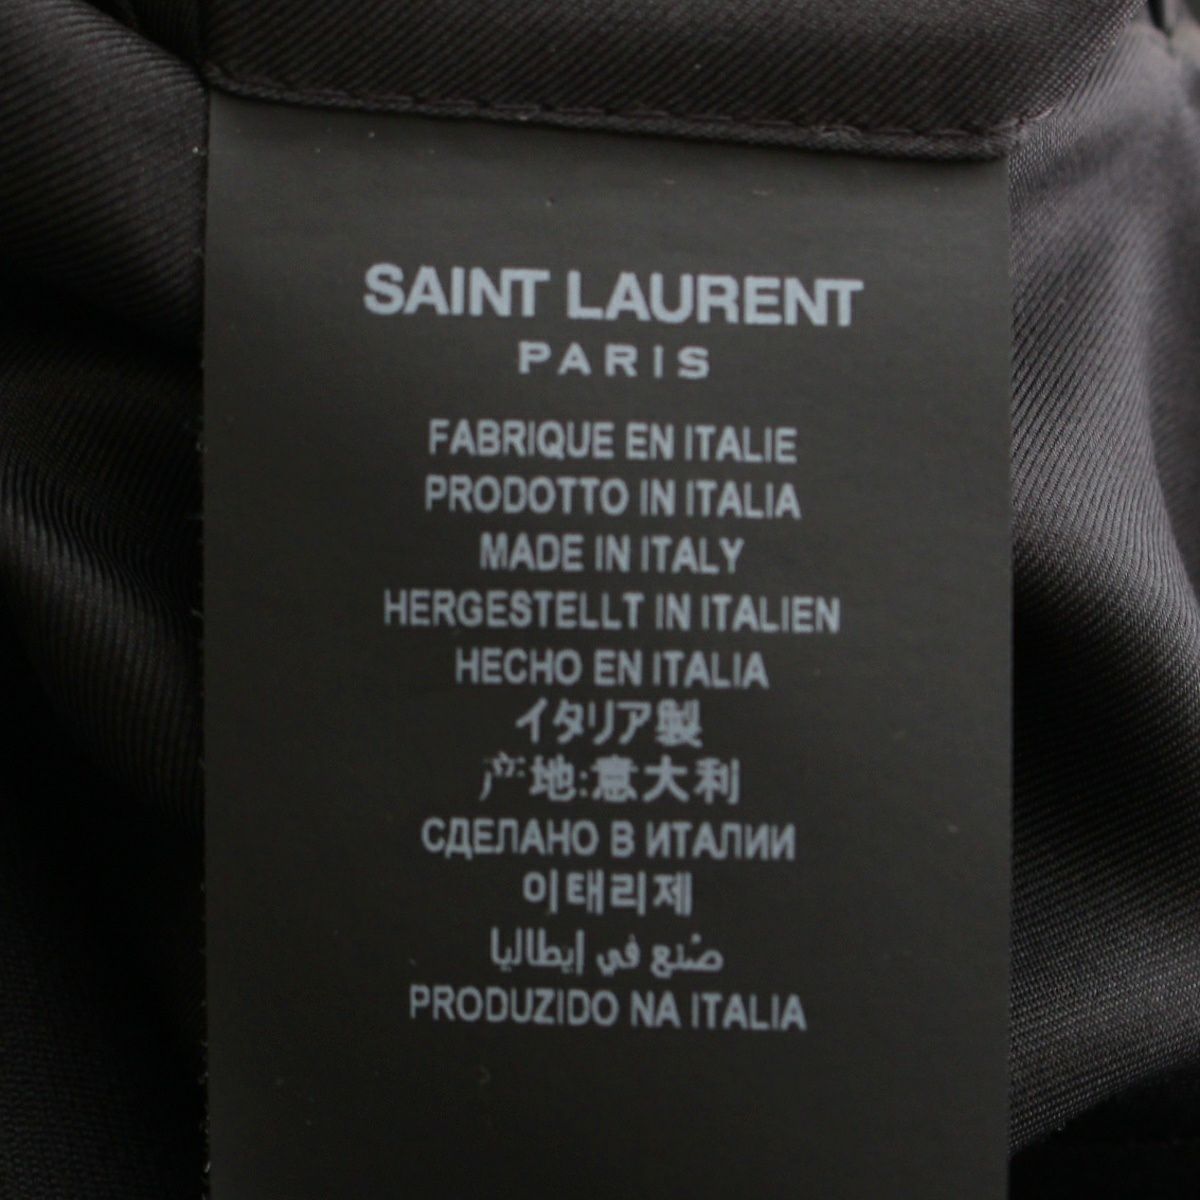 SAINT LAURENT
PARIS
FABRIQUE EN ITALIE
PRODOTTO IN ITALIA
MADE IN ITALY
HERGESTELLT IN ITALIEN
HECHO EN ITALIA
イタリア製
产地:意大利
СДЕЛАНО В ИТАЛИИ
이태리제
صُنع في إيطاليا
PRODUZIDO NA ITALIA